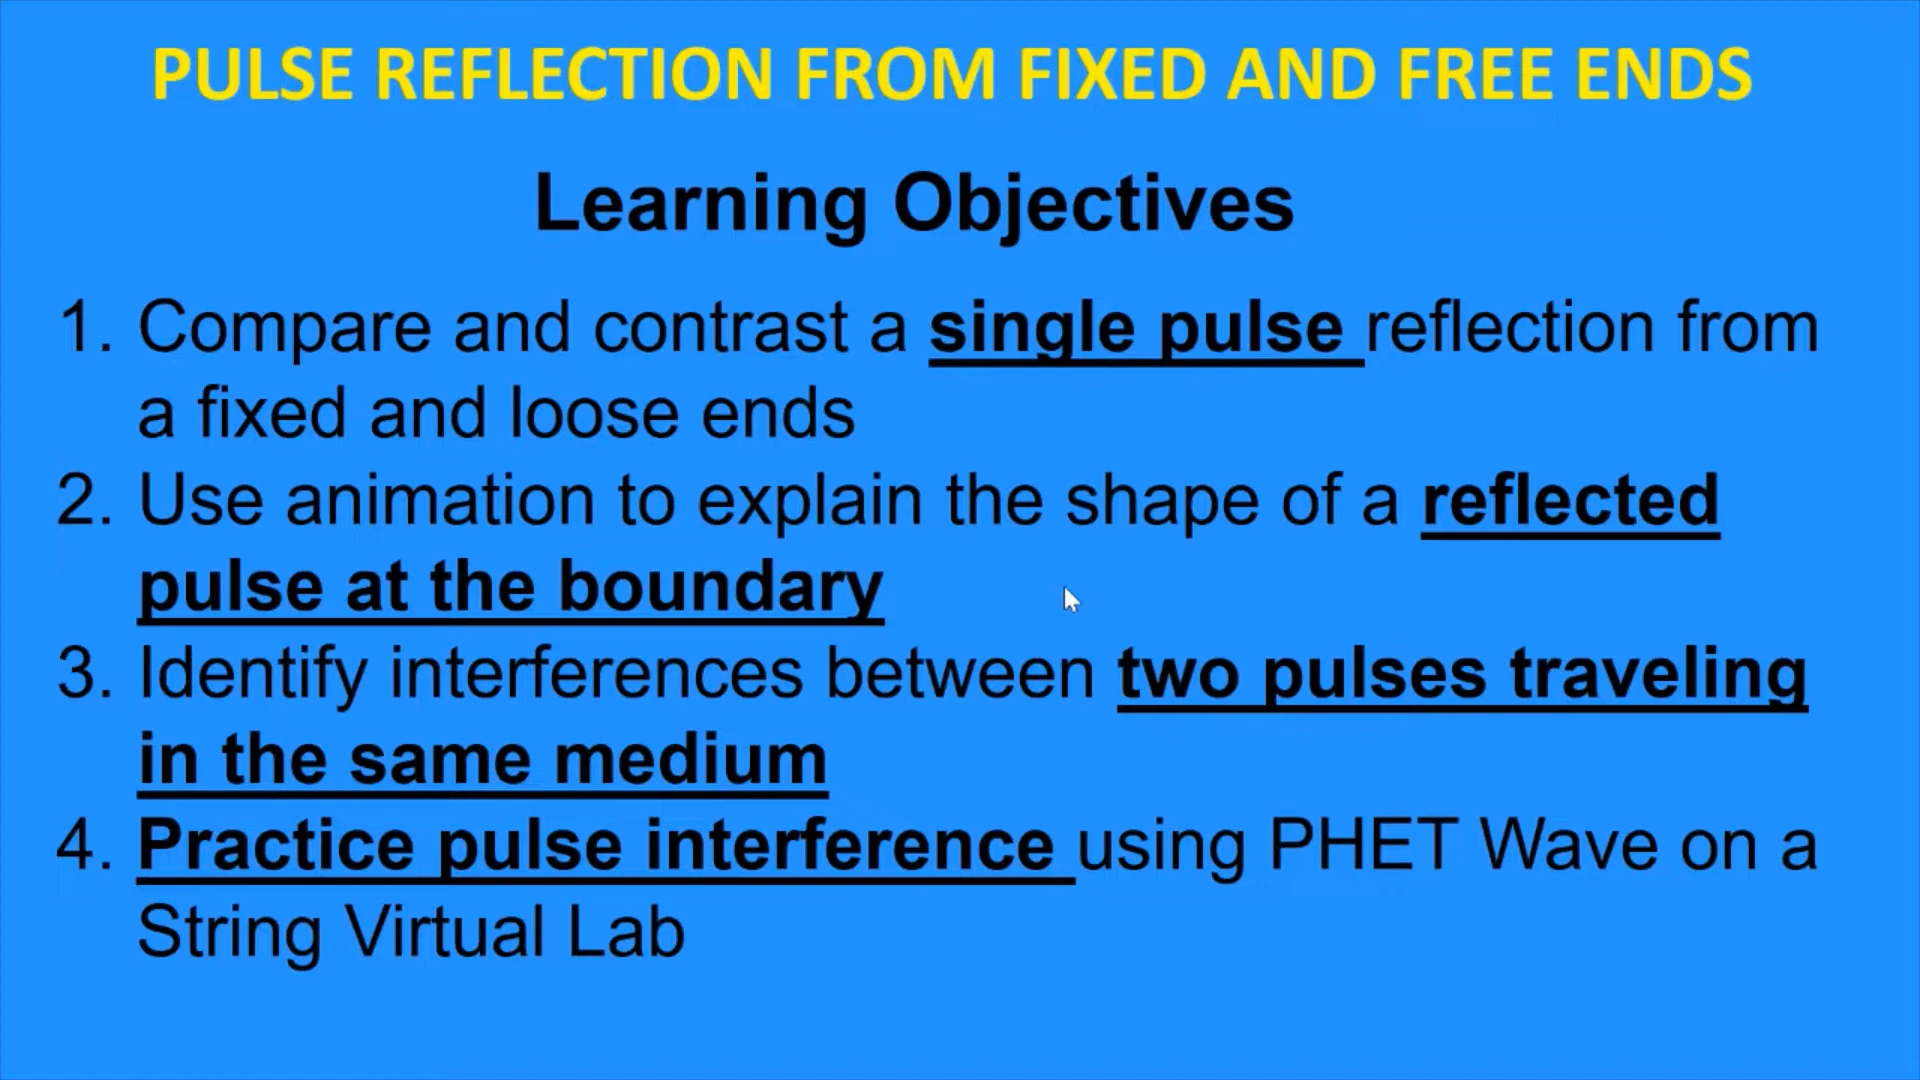 PULSE REFLECTION FROM FIXED AND FREE ENDS
Learning Objectives
1. Compare and contrast a single pulse reflection from
a fixed and loose ends
2. Use animation to explain the shape of a reflected
pulse at the boundary
3. Identify interferences between two pulses traveling
in the same medium
4. Practice pulse interference using PHET Wave on a
String Virtual Lab